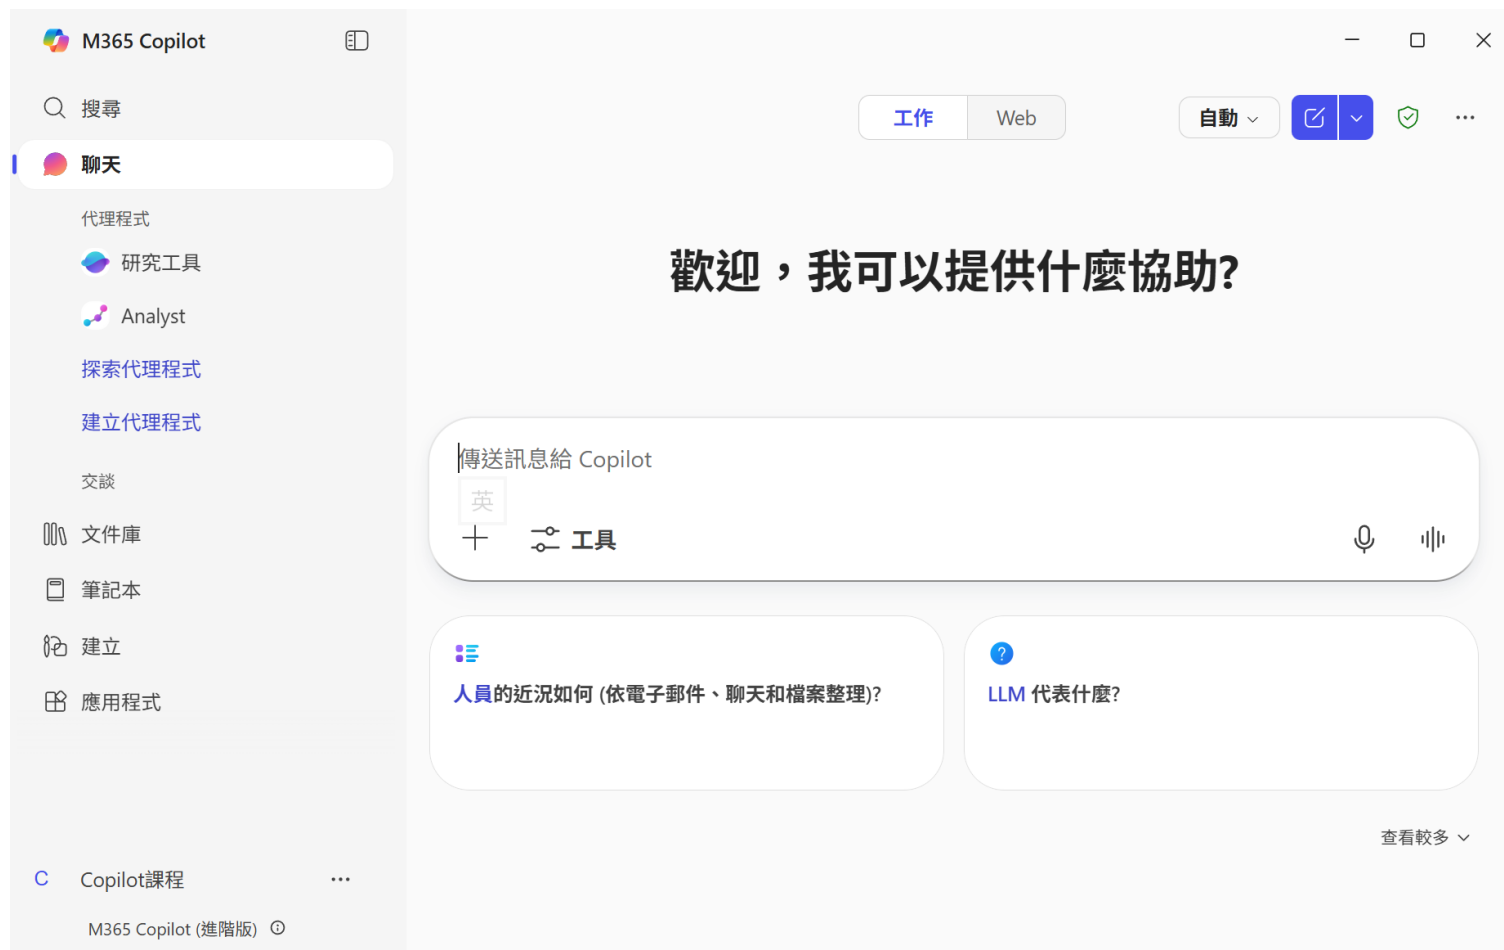 M365 Copilot
搜尋
聊天
代理程式
研究工具
Analyst
探索代理程式
建立代理程式
交談
文件庫
筆記本
建立
應用程式
C Copilot課程
M365 Copilot (進階版)
工作 Web 自動
歡迎，我可以提供什麼協助?
傳送訊息給 Copilot
英
工具
人員的近況如何 (依電子郵件、聊天和檔案整理)?
LLM 代表什麼?
查看較多